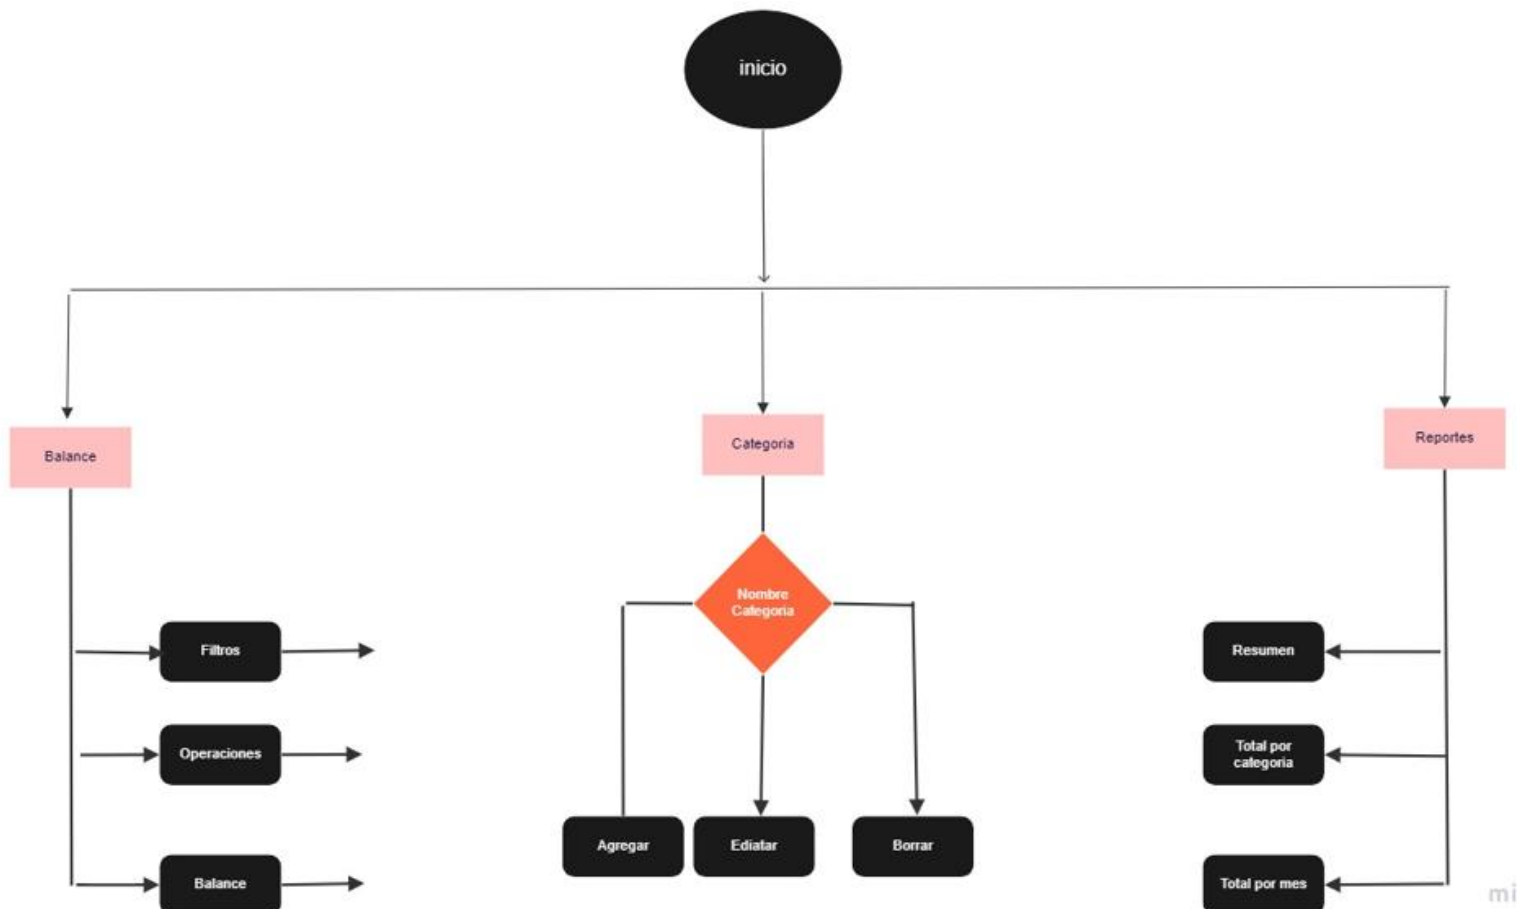 inicio
Balance
Categoria
Reportes
Nombre
Categoria
Filtros
Resumen
Operaciones
Total por
categoria
Agregar
Ediatar
Borrar
Balance
Total por mes
mi